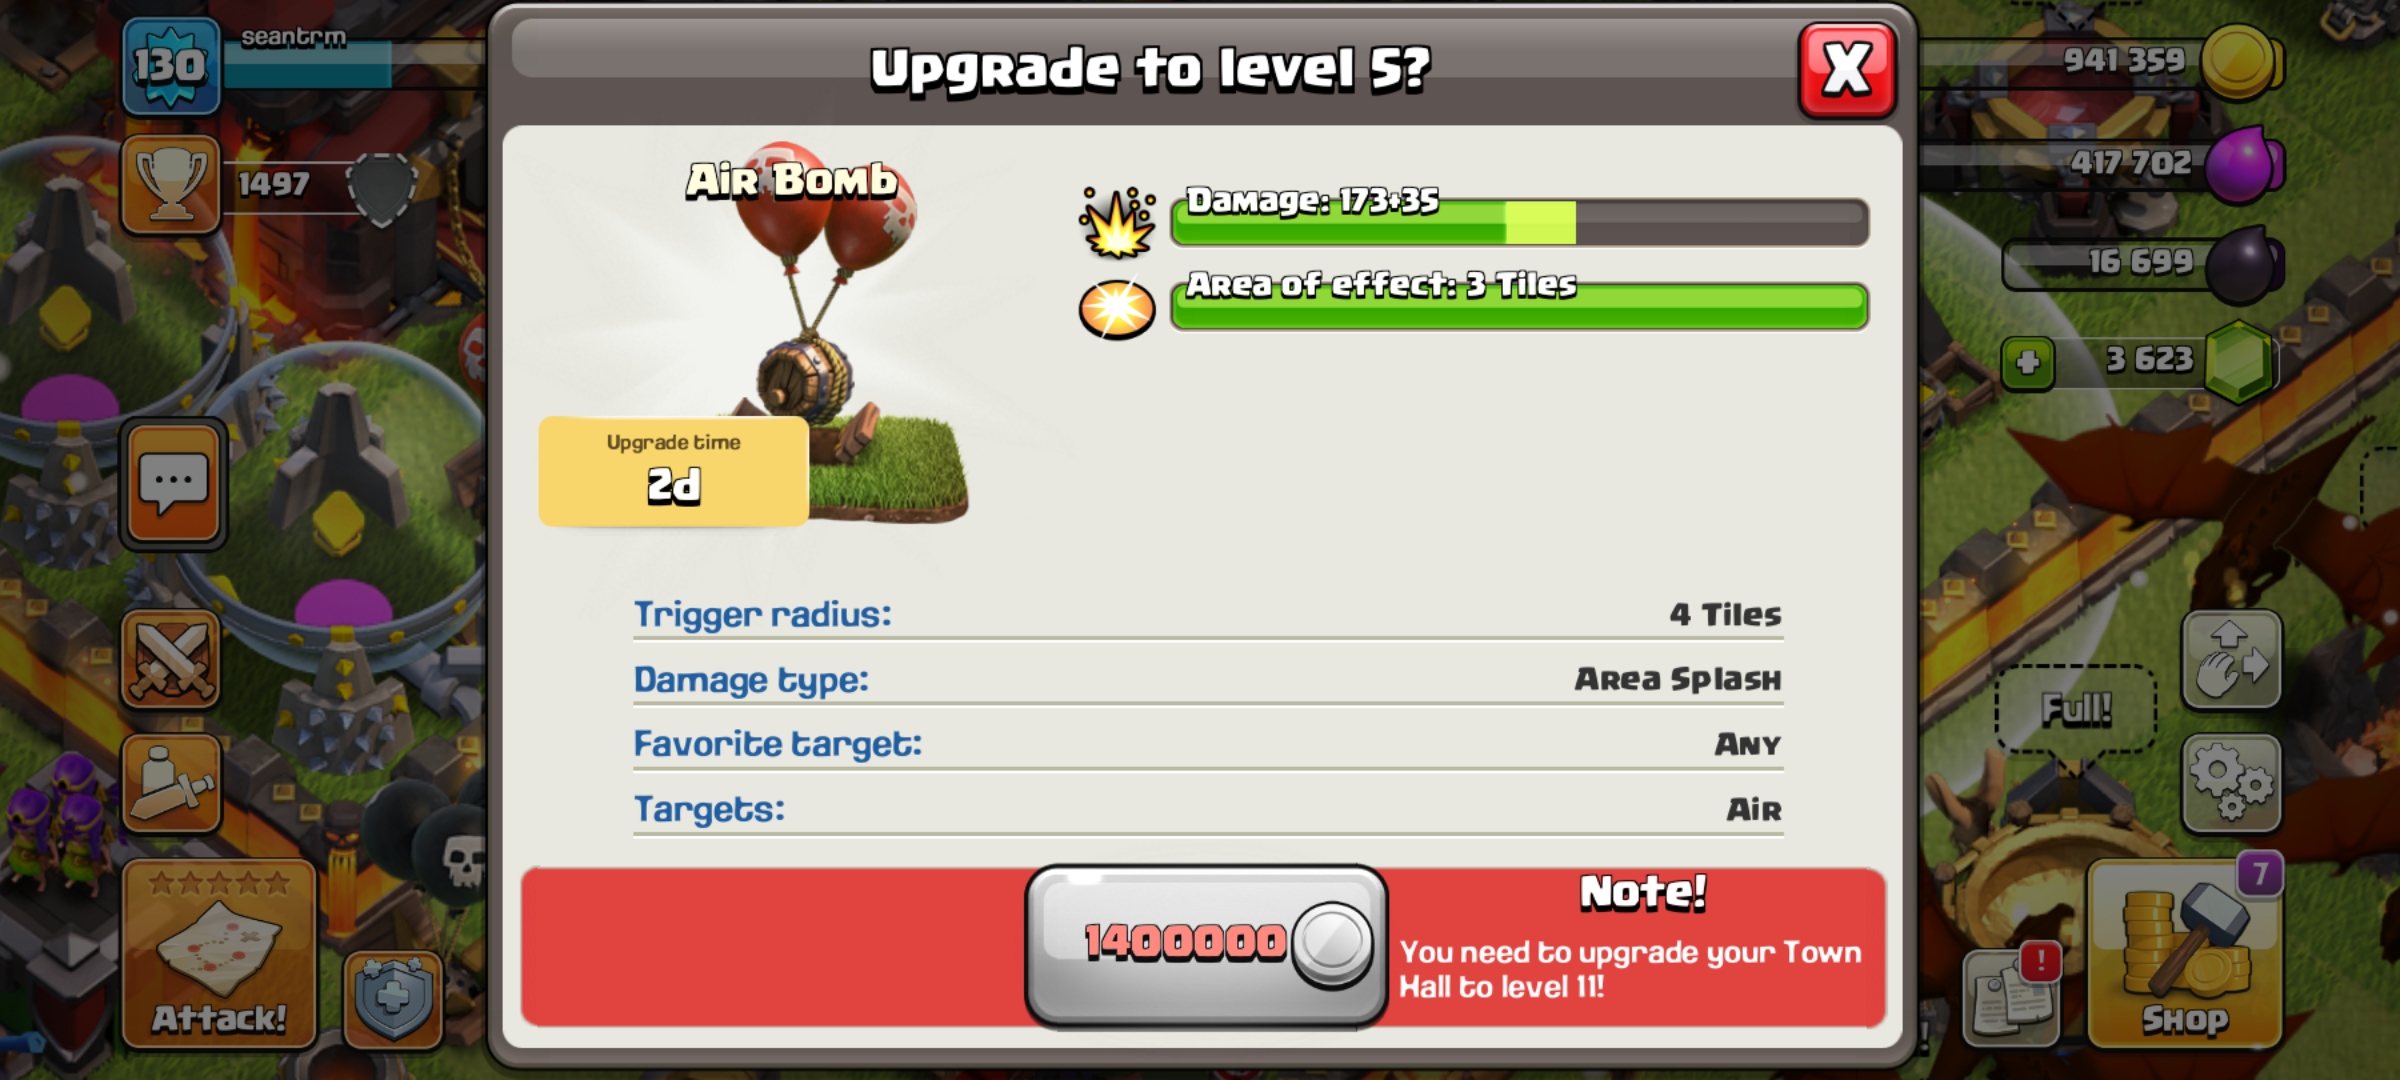 130
seantrm
1497
Upgrade to level 5?
X
941 359
417 702
16 699
3 623
Air Bomb
Damage: 173+35
Area of effect: 3 Tiles
Upgrade time
2d
Trigger radius: 4 Tiles
Damage type: Area Splash
Favorite target: Any
Targets: Air
Full!
1400000
Note!
You need to upgrade your Town
Hall to level 11!
Attack!
!
7
Shop